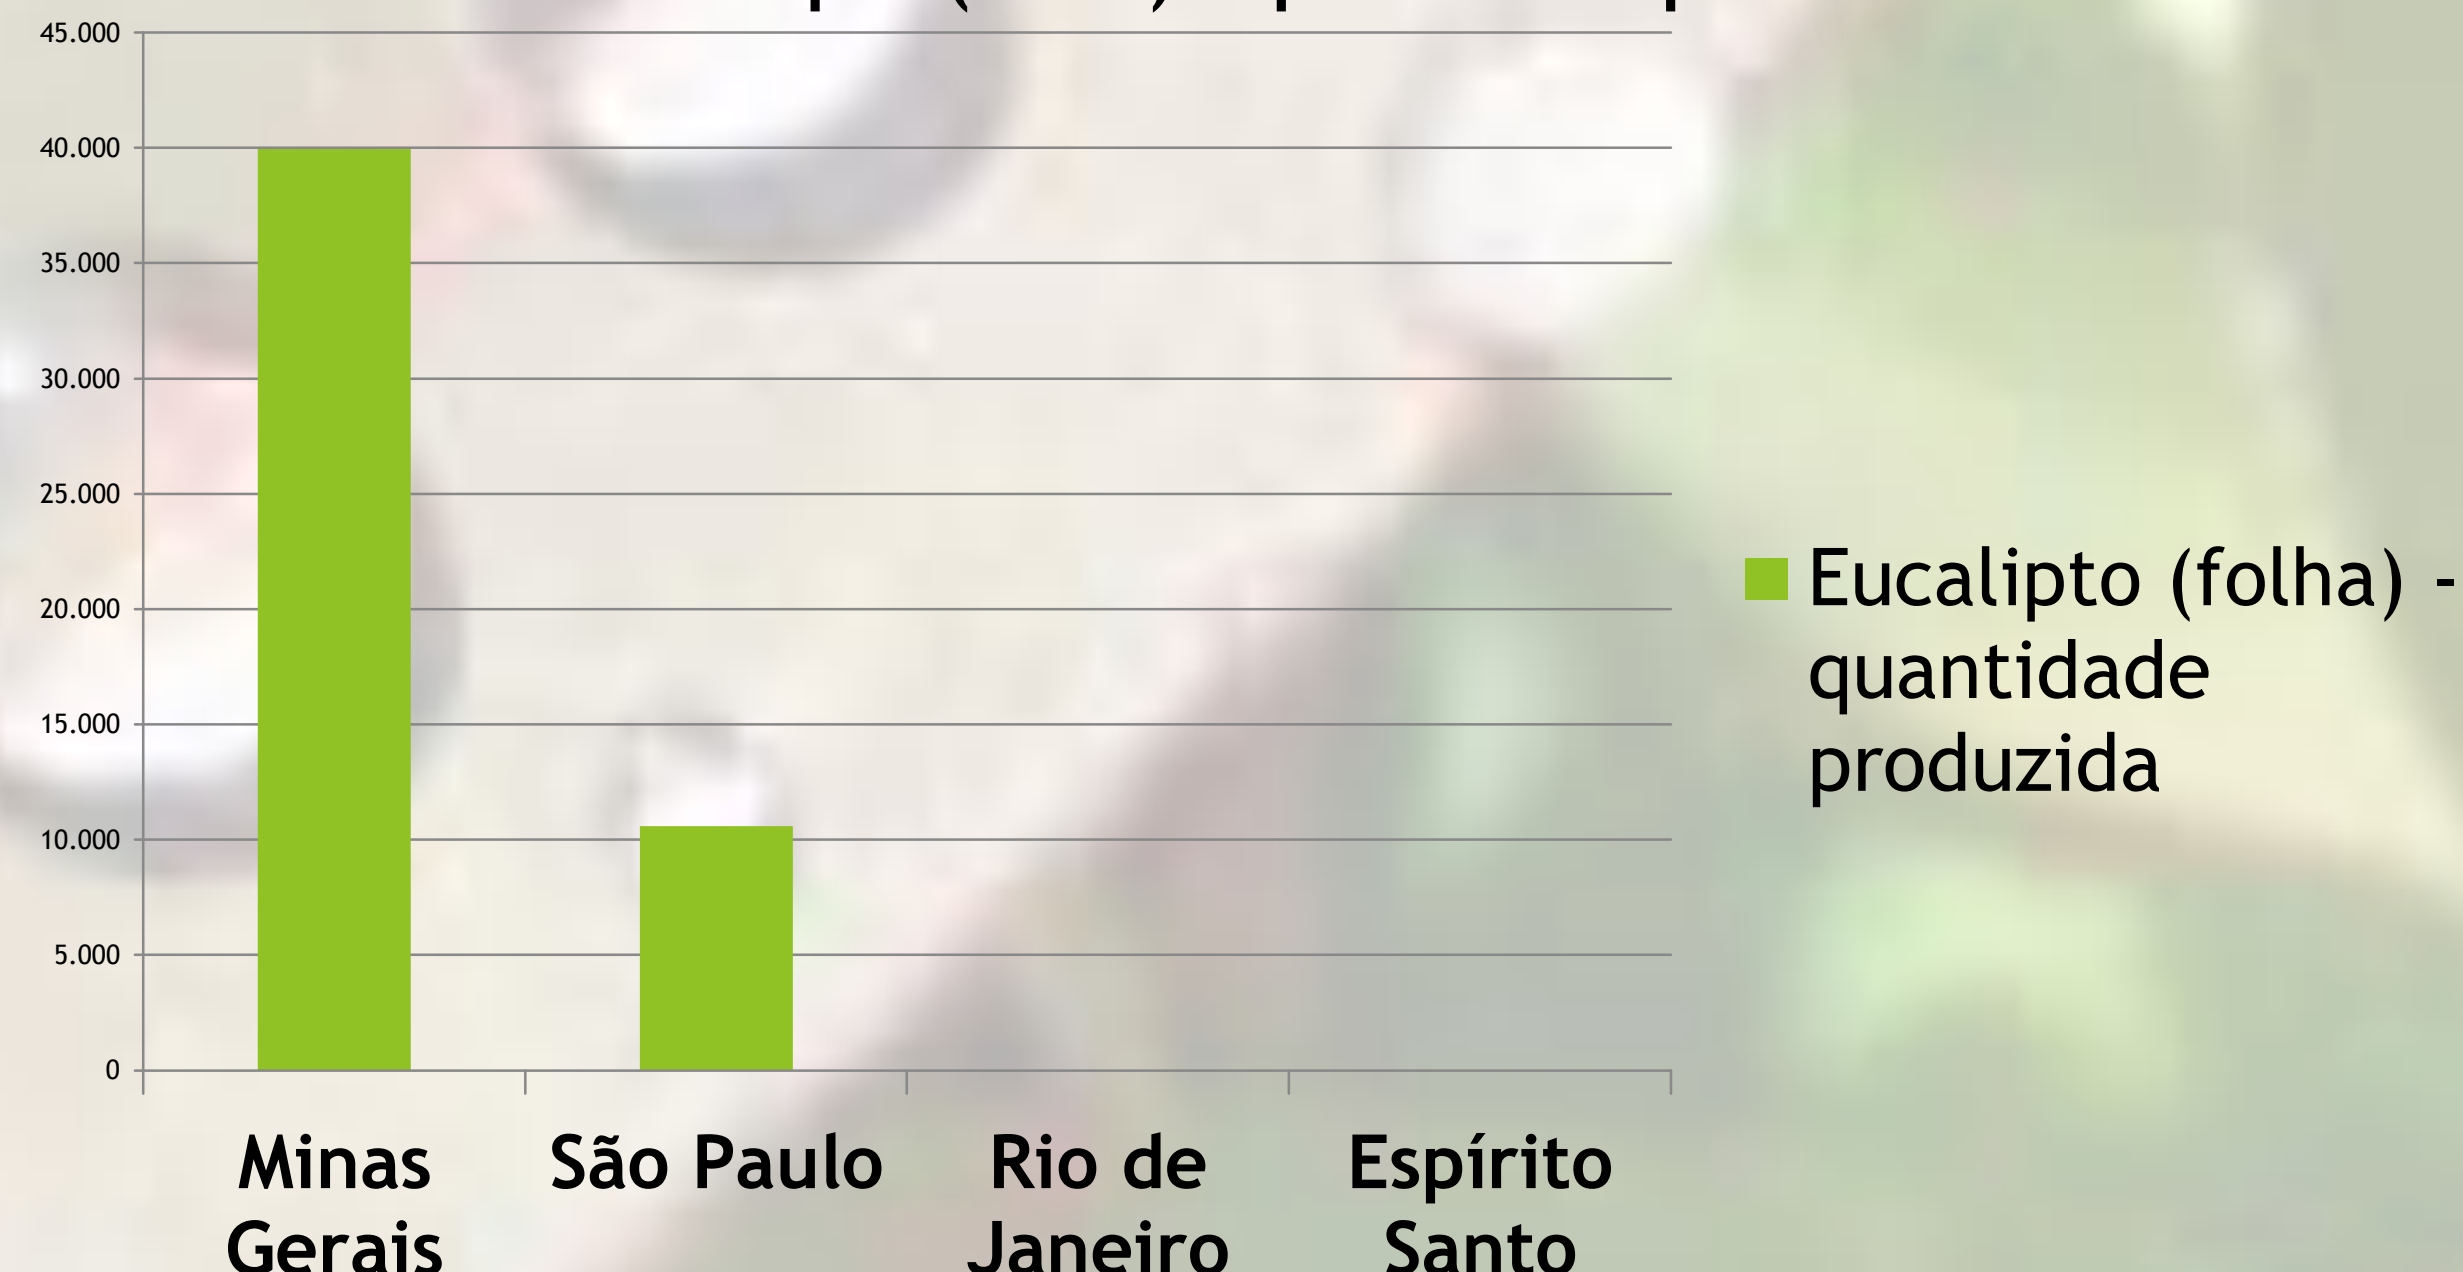 45.000
40.000
35.000
30.000
25.000
20.000
15.000
10.000
5.000
0
Minas
Gerais
São Paulo
Rio de
Janeiro
Espírito
Santo
Eucalipto (folha) -
quantidade
produzida